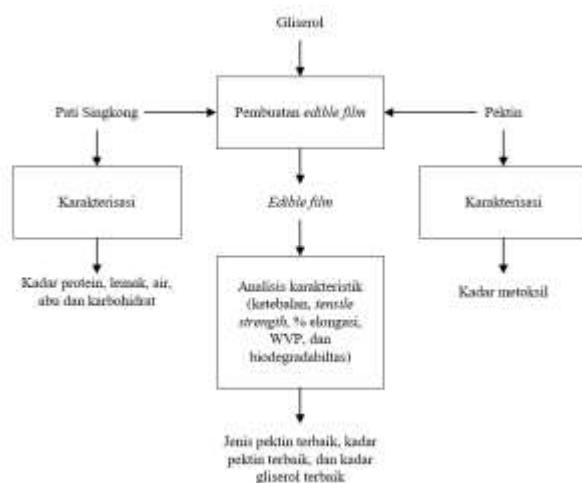 Gliserol
Pati Singkong
Pembuatan edible film
Pektin
Karakterisasi
Edible film
Karakterisasi
Kadar protein, lemak, air,
abu dan karbohidrat
Analisis karakteristik
(ketebalan, tensile
strength, % elongasi,
WVP, dan
biodegradabiltas)
Kadar metoksil
Jenis pektin terbaik, kadar
pektin terbaik, dan kadar
gliserol terbaik